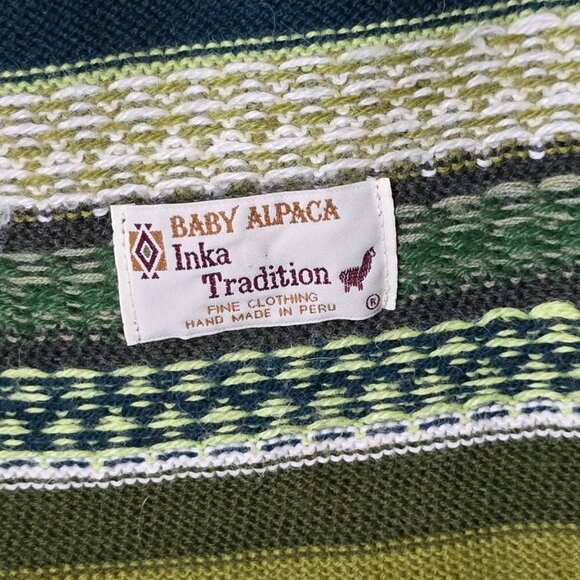 BABY ALPACA
Inka
Tradition
FINE CLOTHING
HAND MADE IN PERU
®